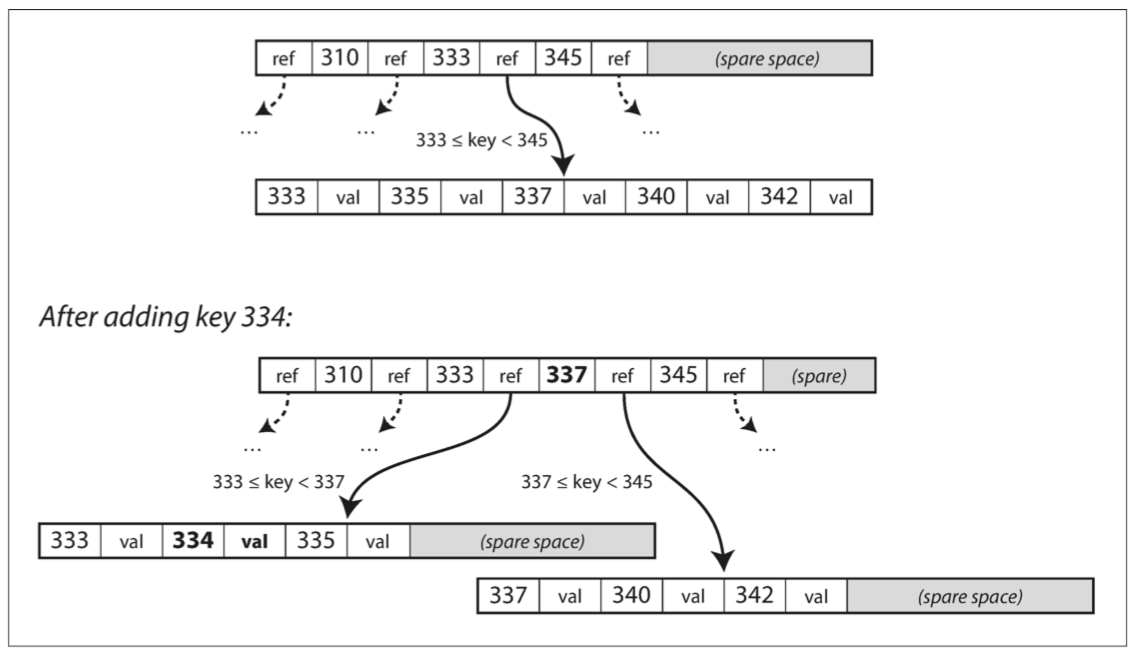 ref 310 ref 333 ref 345 ref (spare space)
... ... ...
333 ≤ key < 345
333 val 335 val 337 val 340 val 342 val
After adding key 334:
ref 310 ref 333 ref 337 ref 345 ref (spare)
... ... ...
333 ≤ key < 337 337 ≤ key < 345
333 val 334 val 335 val (spare space)
337 val 340 val 342 val (spare space)